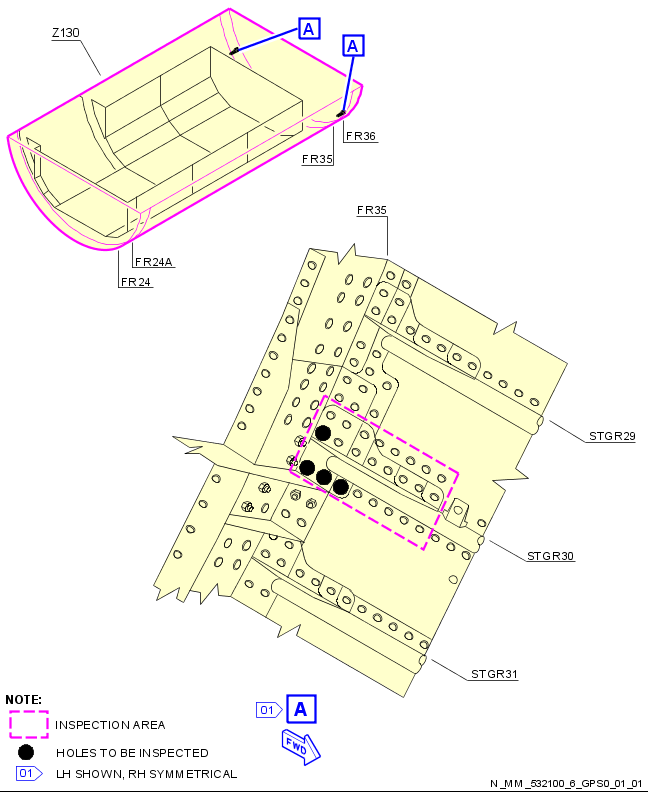 Z130
A
A
FR36
FR35
FR24A
FR24
FR35
STGR29
STGR30
STGR31
NOTE:
INSPECTION AREA
HOLES TO BE INSPECTED
01 LH SHOWN, RH SYMMETRICAL
01 A
FWD
N_MM_532100_6_GPS0_01_01